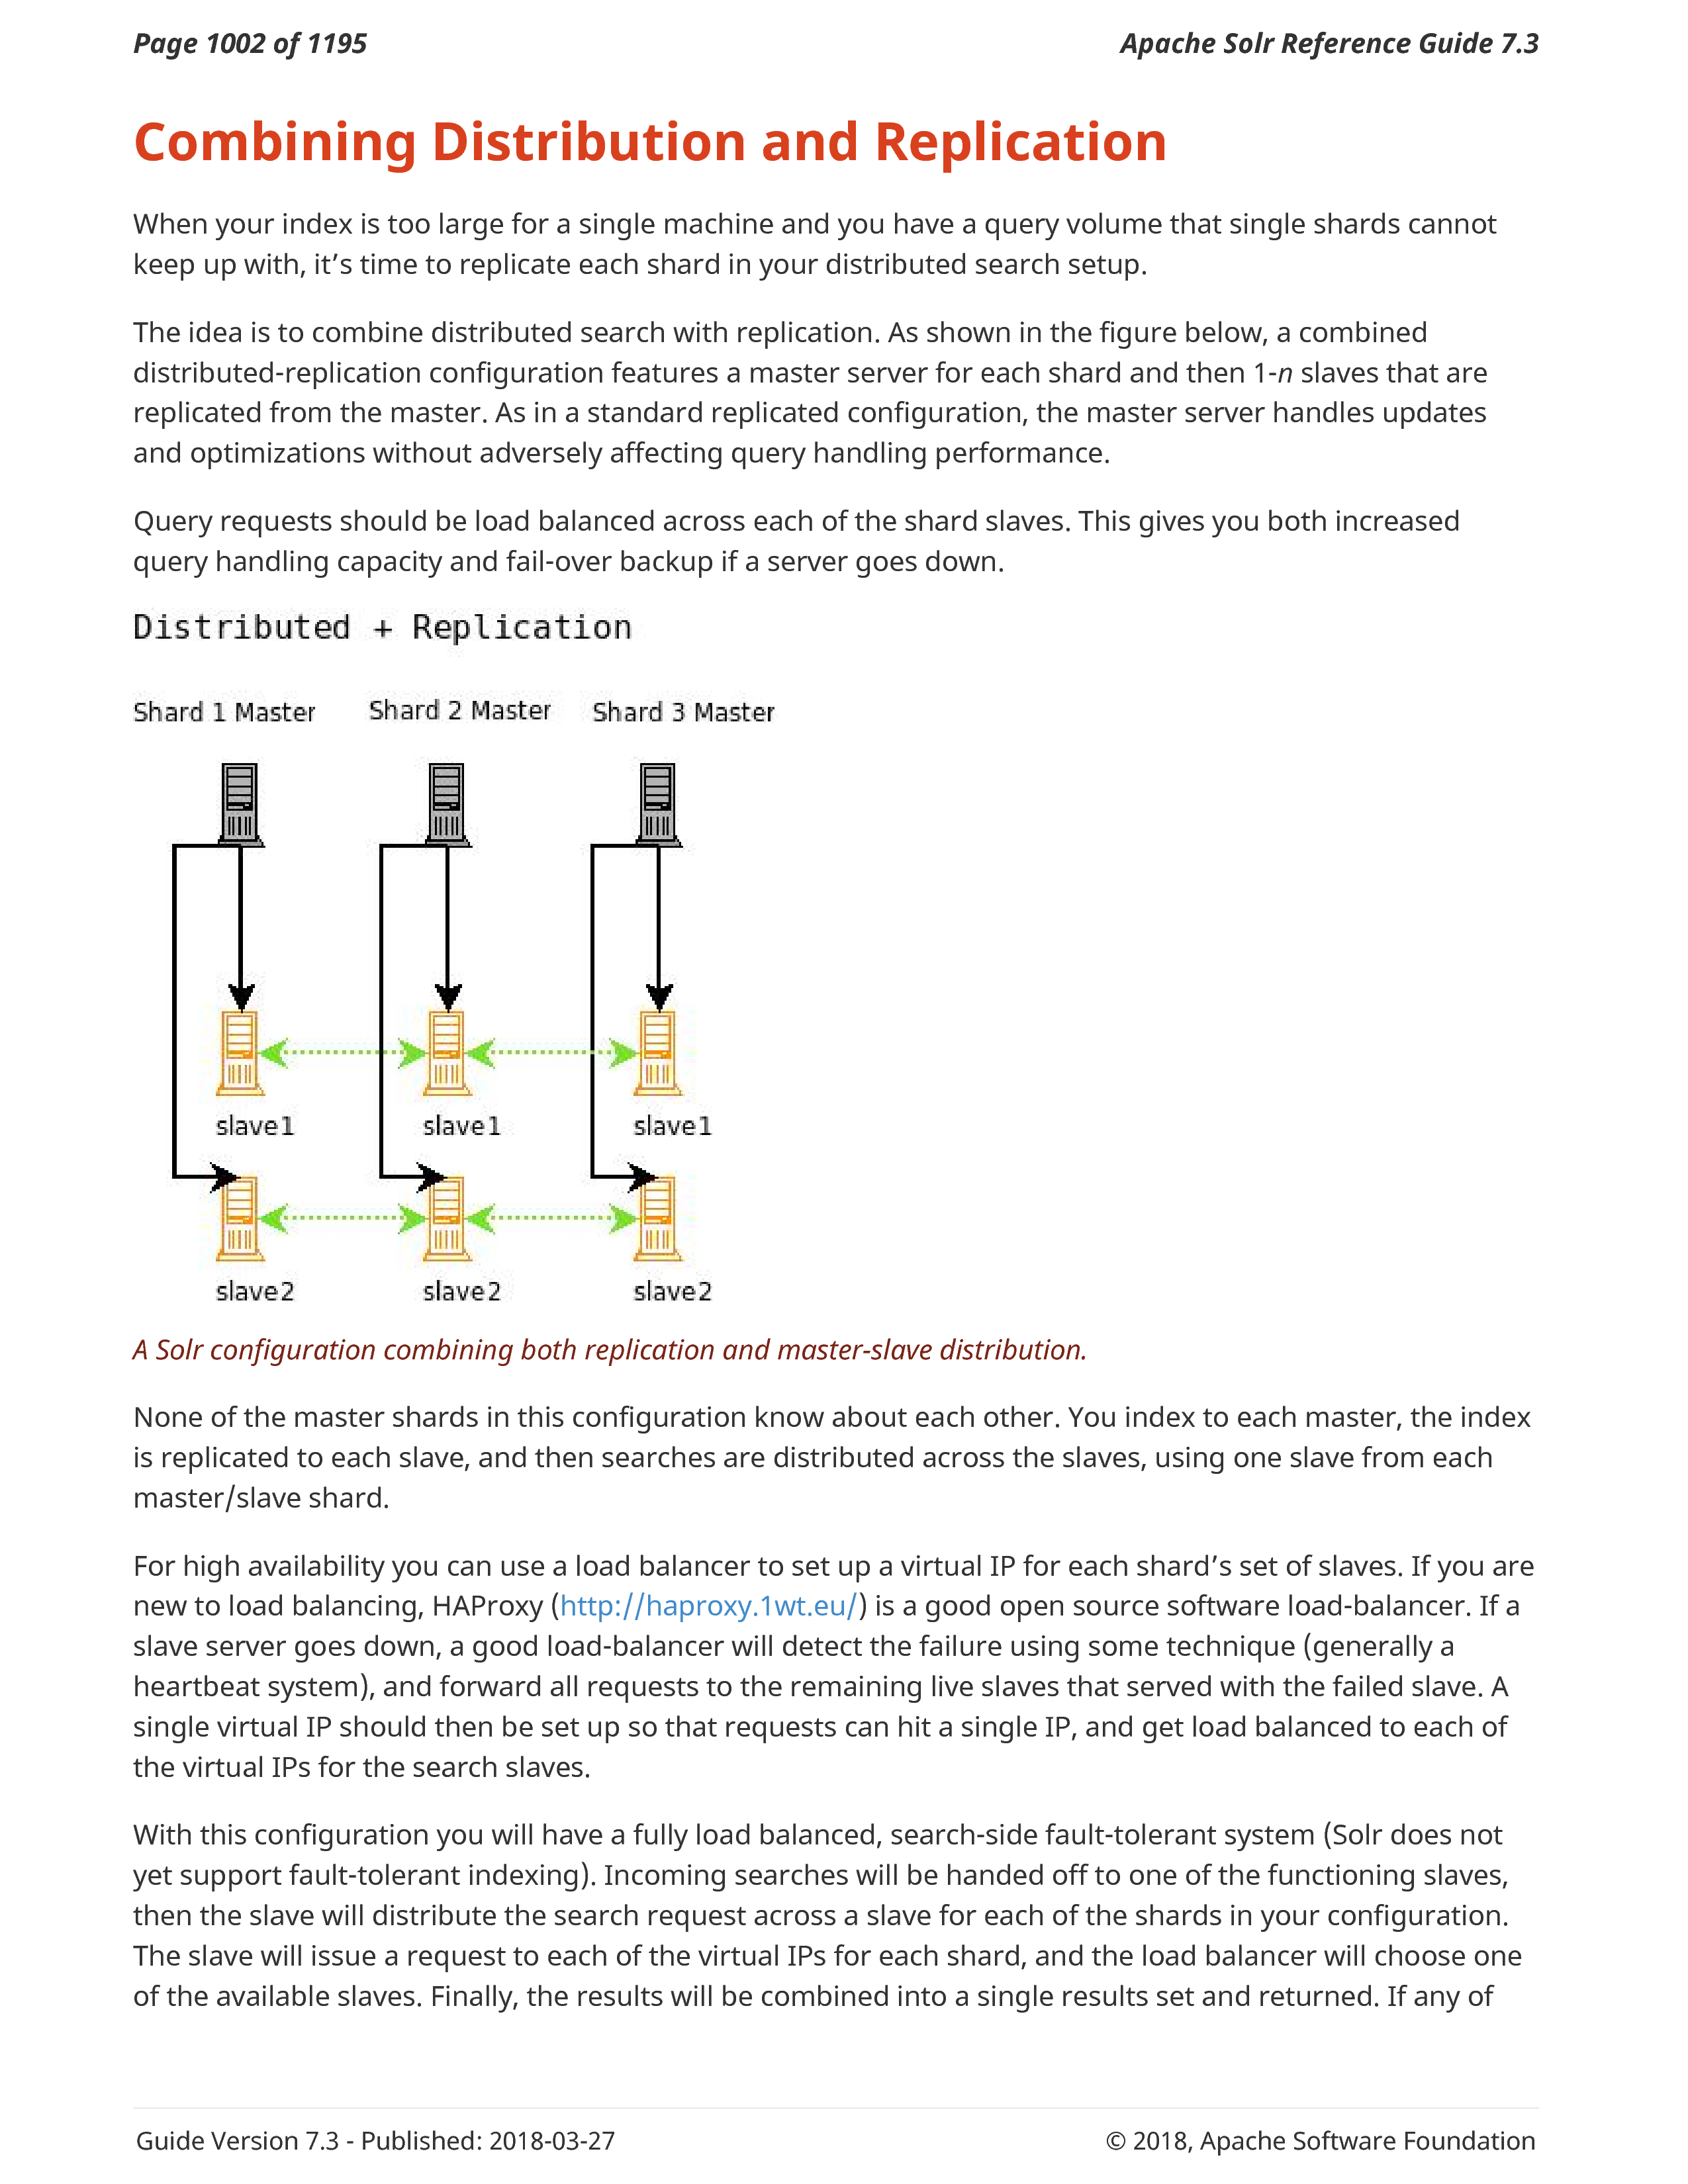 Page 1002 of 1195 Apache Solr Reference Guide 7.3
Combining Distribution and Replication
When your index is too large for a single machine and you have a query volume that single shards cannot
keep up with, it’s time to replicate each shard in your distributed search setup.
The idea is to combine distributed search with replication. As shown in the figure below, a combined
distributed-replication configuration features a master server for each shard and then 1-n slaves that are
replicated from the master. As in a standard replicated configuration, the master server handles updates
and optimizations without adversely affecting query handling performance.
Query requests should be load balanced across each of the shard slaves. This gives you both increased
query handling capacity and fail-over backup if a server goes down.
Distributed + Replication
Shard 1 Master Shard 2 Master Shard 3 Master
slave1 slave1 slave1
slave2 slave2 slave2
A Solr configuration combining both replication and master-slave distribution.
None of the master shards in this configuration know about each other. You index to each master, the index
is replicated to each slave, and then searches are distributed across the slaves, using one slave from each
master/slave shard.
For high availability you can use a load balancer to set up a virtual IP for each shard’s set of slaves. If you are
new to load balancing, HAProxy (http://haproxy.1wt.eu/) is a good open source software load-balancer. If a
slave server goes down, a good load-balancer will detect the failure using some technique (generally a
heartbeat system), and forward all requests to the remaining live slaves that served with the failed slave. A
single virtual IP should then be set up so that requests can hit a single IP, and get load balanced to each of
the virtual IPs for the search slaves.
With this configuration you will have a fully load balanced, search-side fault-tolerant system (Solr does not
yet support fault-tolerant indexing). Incoming searches will be handed off to one of the functioning slaves,
then the slave will distribute the search request across a slave for each of the shards in your configuration.
The slave will issue a request to each of the virtual IPs for each shard, and the load balancer will choose one
of the available slaves. Finally, the results will be combined into a single results set and returned. If any of
Guide Version 7.3 - Published: 2018-03-27 © 2018, Apache Software Foundation